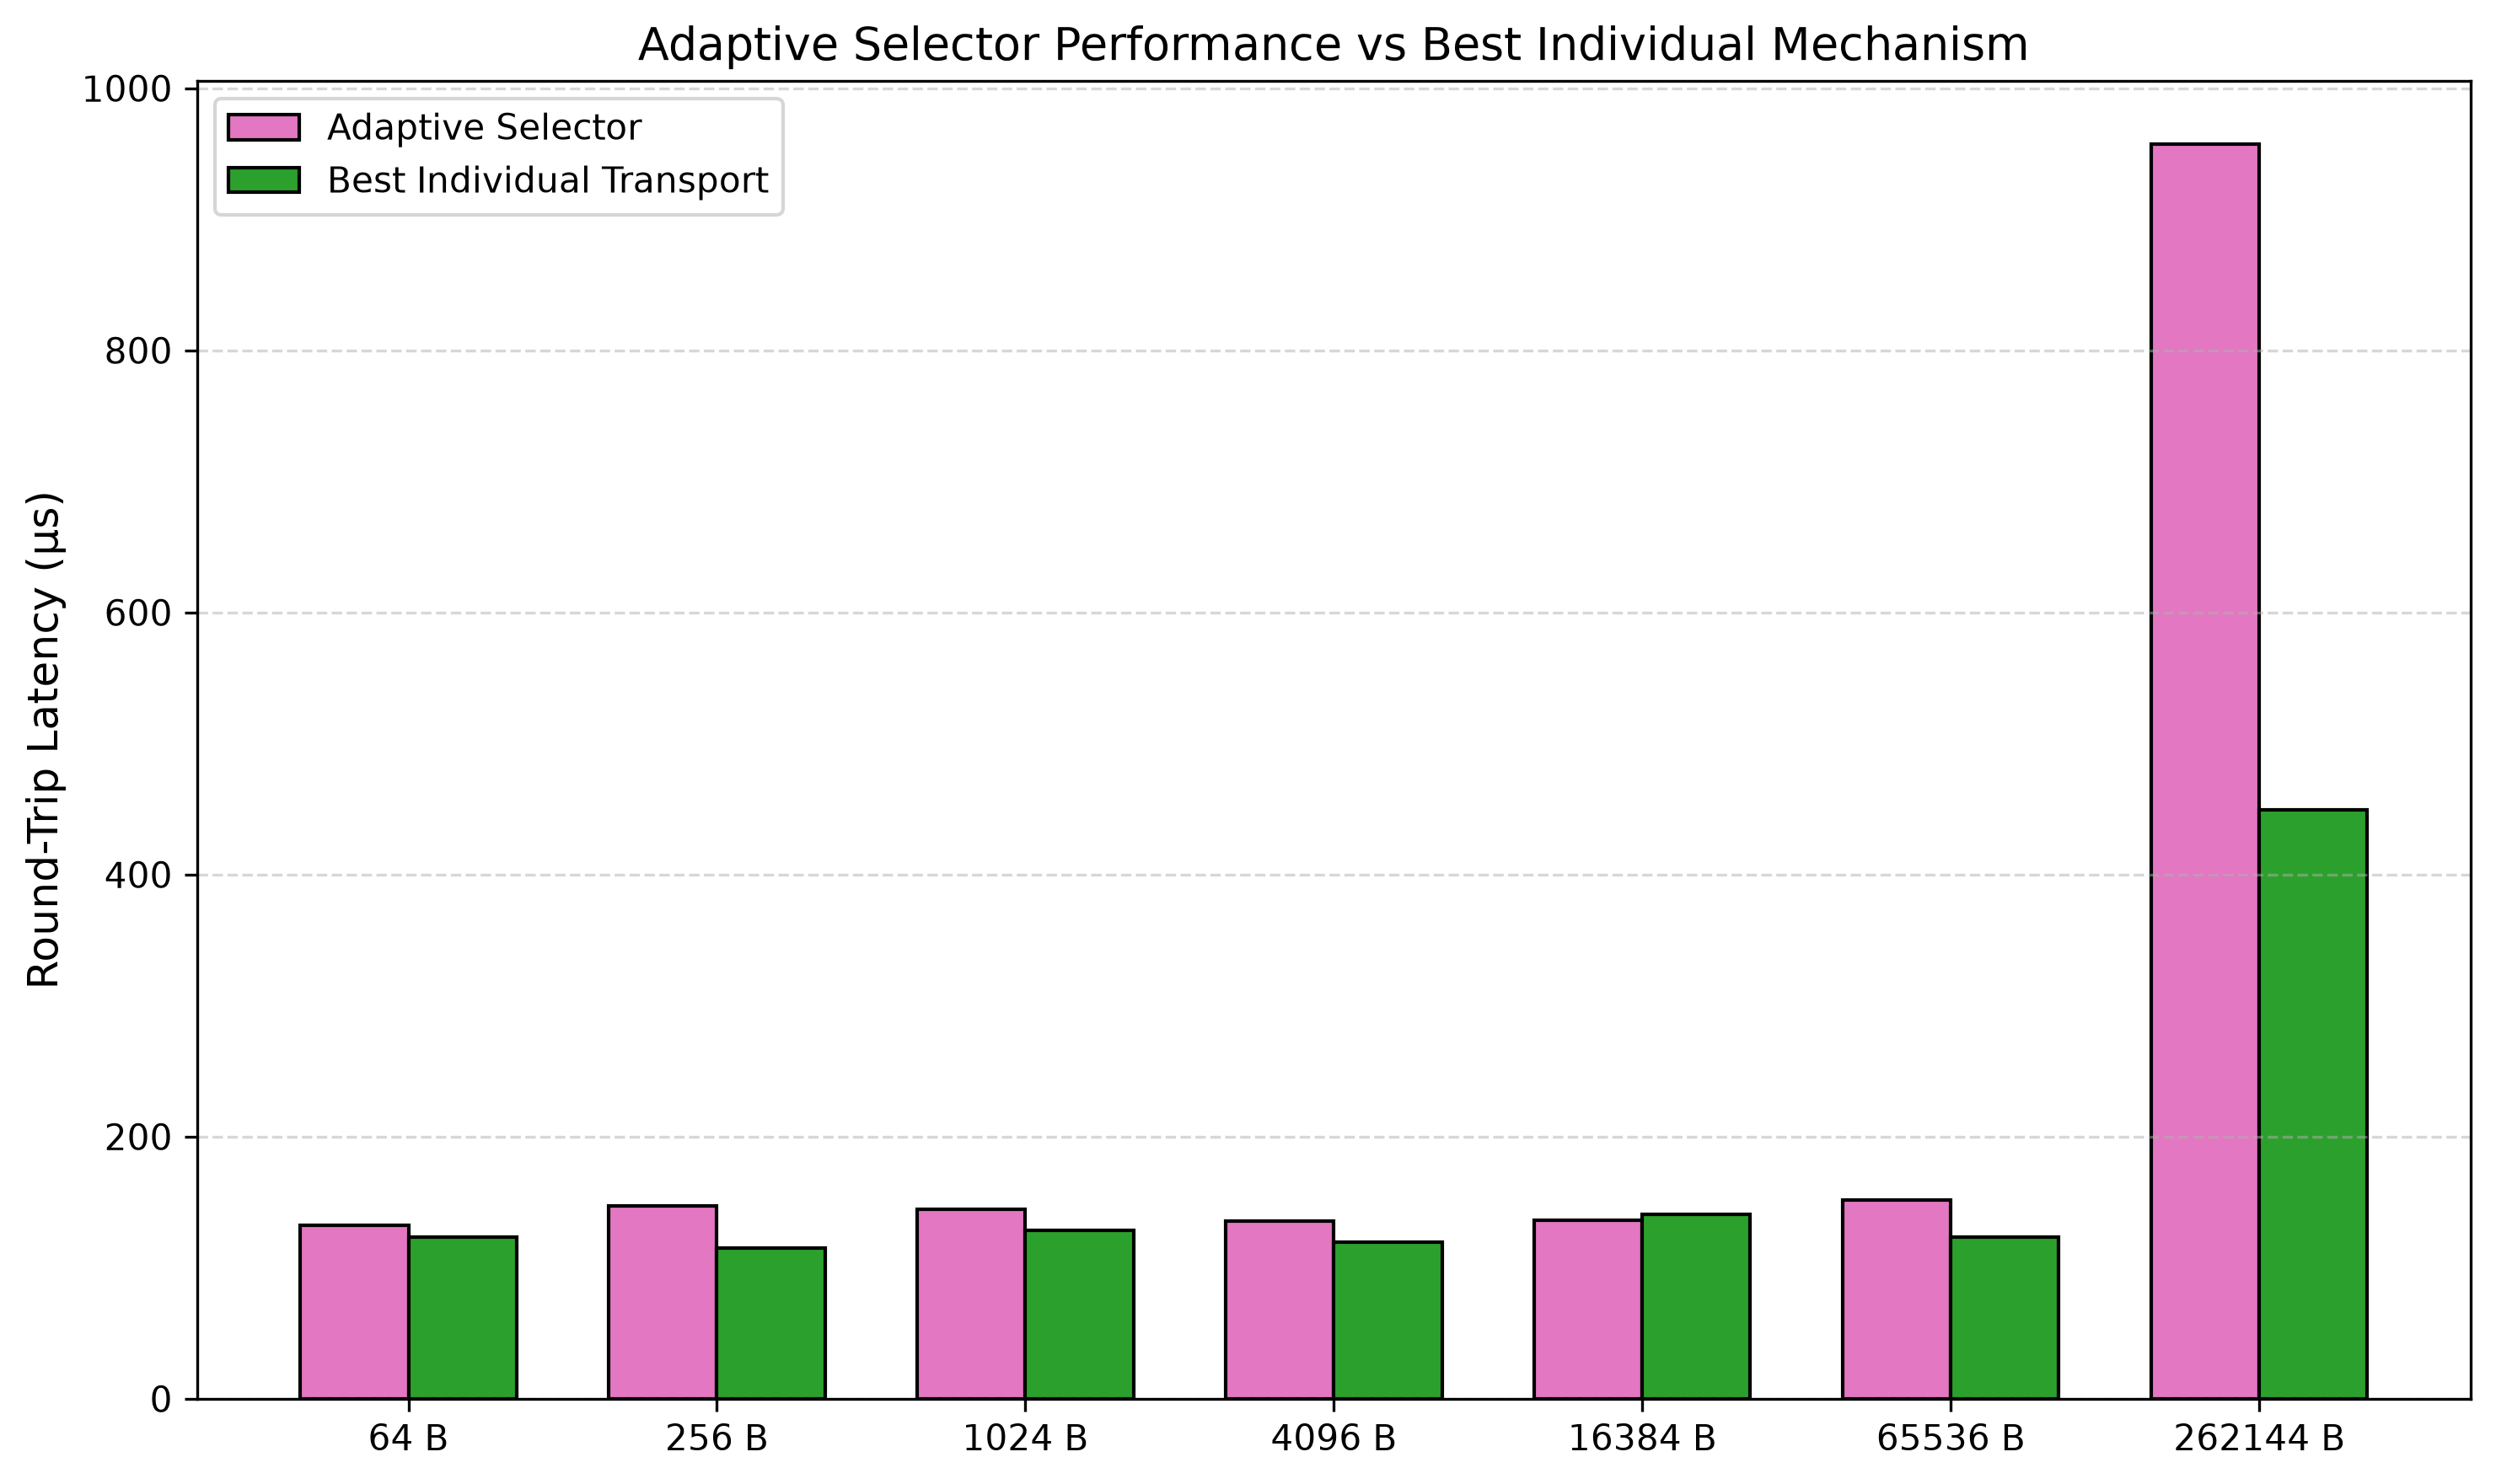 Adaptive Selector Performance vs Best Individual Mechanism
Adaptive Selector
Best Individual Transport
Round-Trip Latency (µs)
1000
800
600
400
200
0
64 B
256 B
1024 B
4096 B
16384 B
65536 B
262144 B